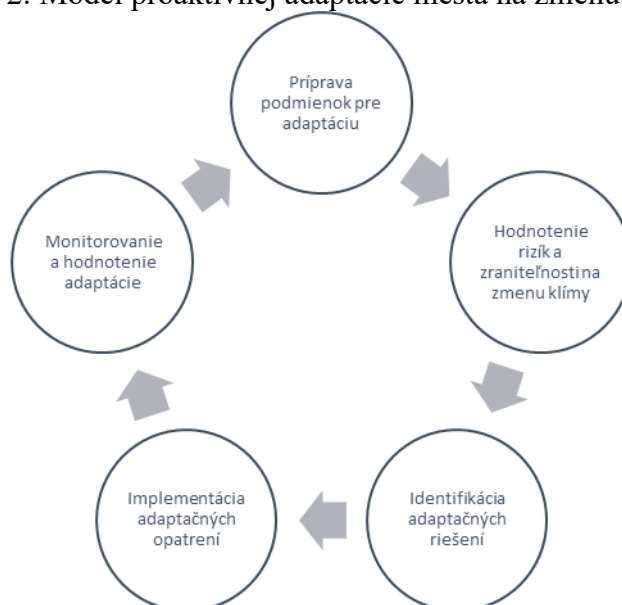 2. Model proaktívnej adaptácie mesta na zmenu
Príprava
podmienok pre
adaptáciu
Hodnotenie
rizík a
zraniteľnosti na
zmenu klímy
Identifikácia
adaptačných
riešení
Implementácia
adaptačných
opatrení
Monitorovanie
a hodnotenie
adaptácie